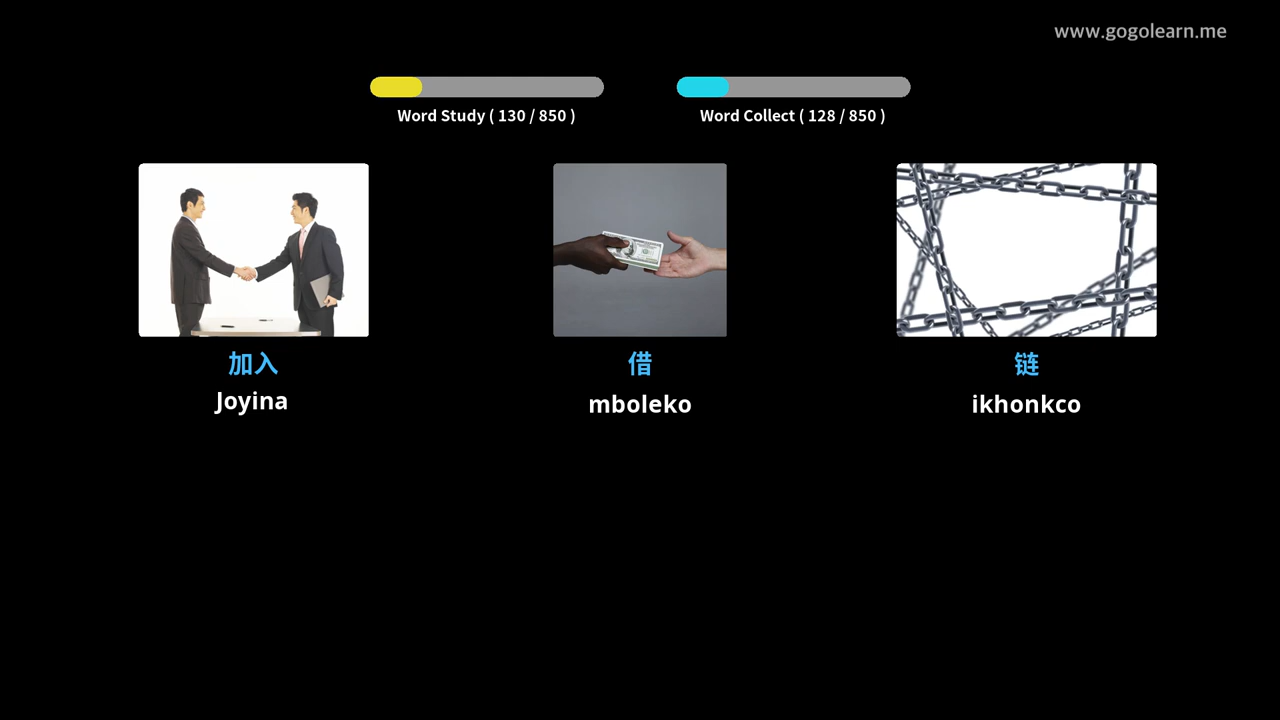 www.gogolearn.me
Word Study ( 130 / 850 )
Word Collect ( 128 / 850 )
加入
Joyina
借
mboleko
链
ikhonkco